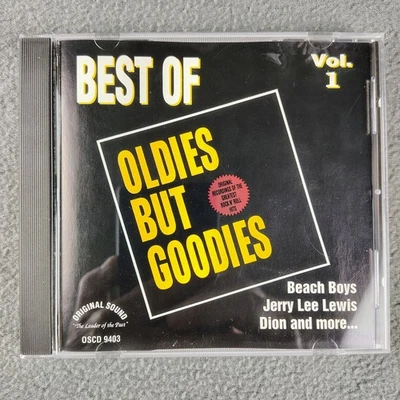 BEST OF
Vol.
1
OLDIES
BUT
GOODIES
ORIGINAL
RECORDINGS OF THE
GREATEST
ROCK N' ROLL
HITS
Beach Boys
Jerry Lee Lewis
Dion and more...
ORIGINAL SOUND
"The Leader of the Past"
OSCD 9403